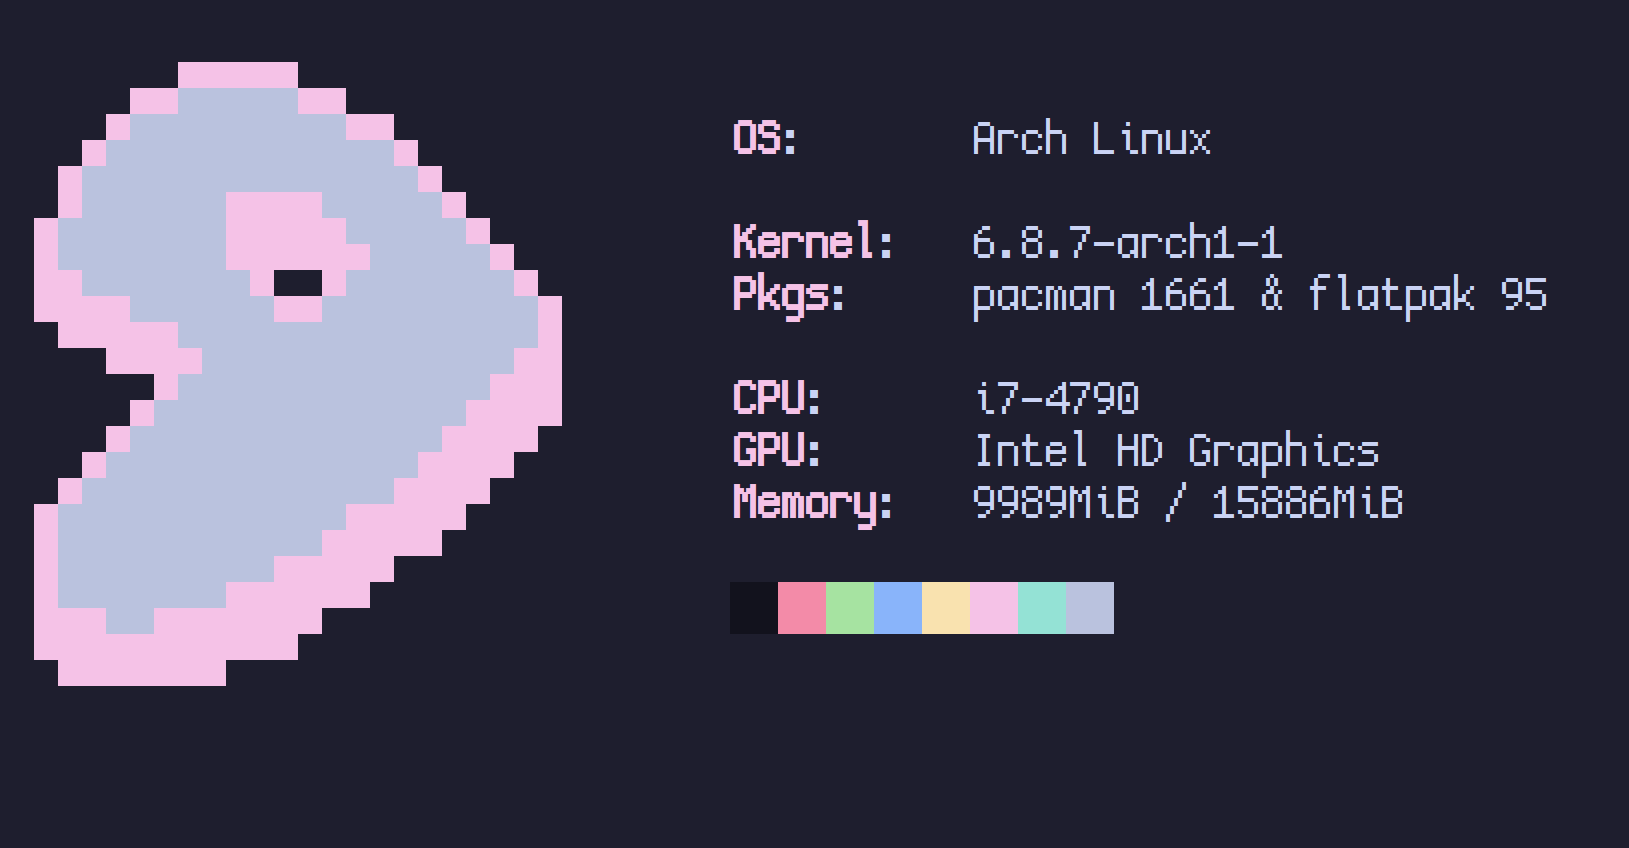 OS: Arch Linux
Kernel: 6.8.7-arch1-1
Pkgs: pacman 1661 & flatpak 95
CPU: i7-4790
GPU: Intel HD Graphics
Memory: 9989MiB / 15886MiB